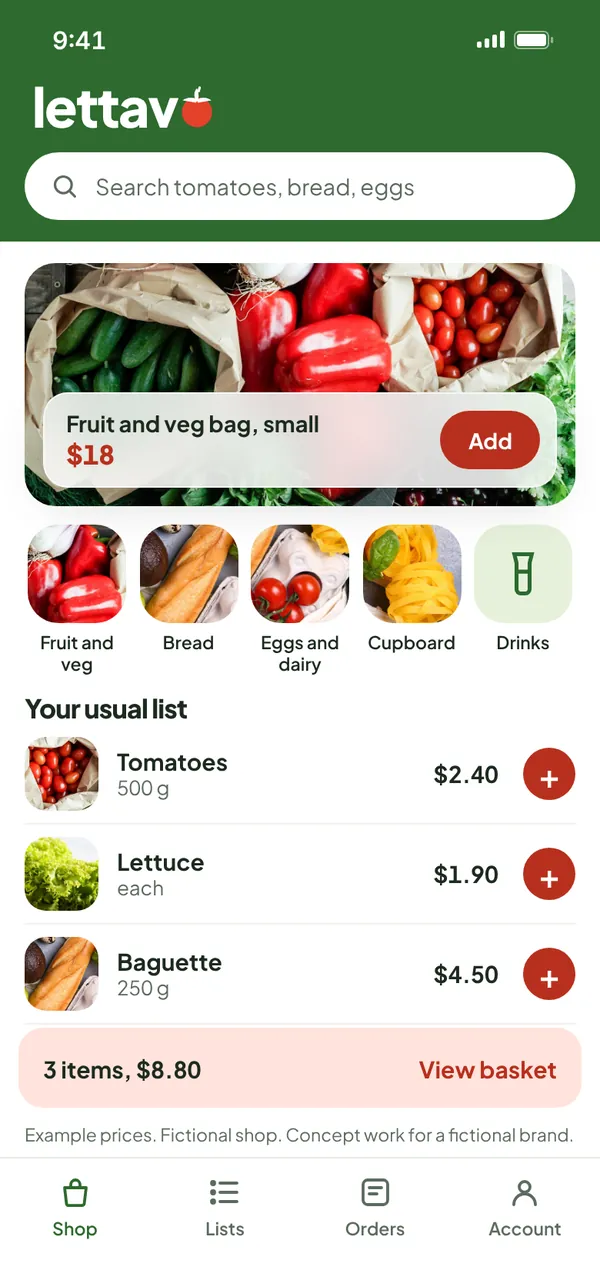 9:41
lettavo
Search tomatoes, bread, eggs
Fruit and veg bag, small
$18
Add
Fruit and
veg
Bread
Eggs and
dairy
Cupboard
Drinks
Your usual list
Tomatoes
500 g
$2.40
+
Lettuce
each
$1.90
+
Baguette
250 g
$4.50
+
3 items, $8.80
View basket
Example prices. Fictional shop. Concept work for a fictional brand.
Shop
Lists
Orders
Account